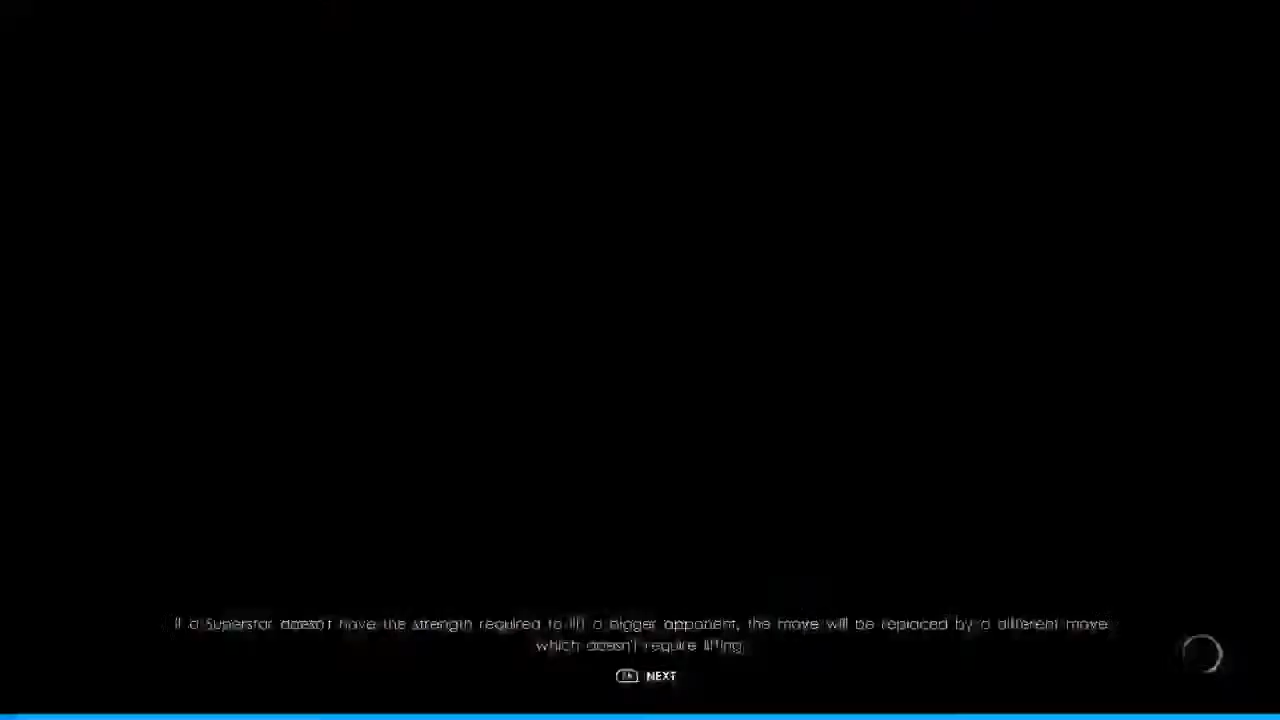 If a Superstar doesn't have the strength required to lift a bigger opponent, the move will be replaced by a different move
which doesn't require lifting.
NEXT